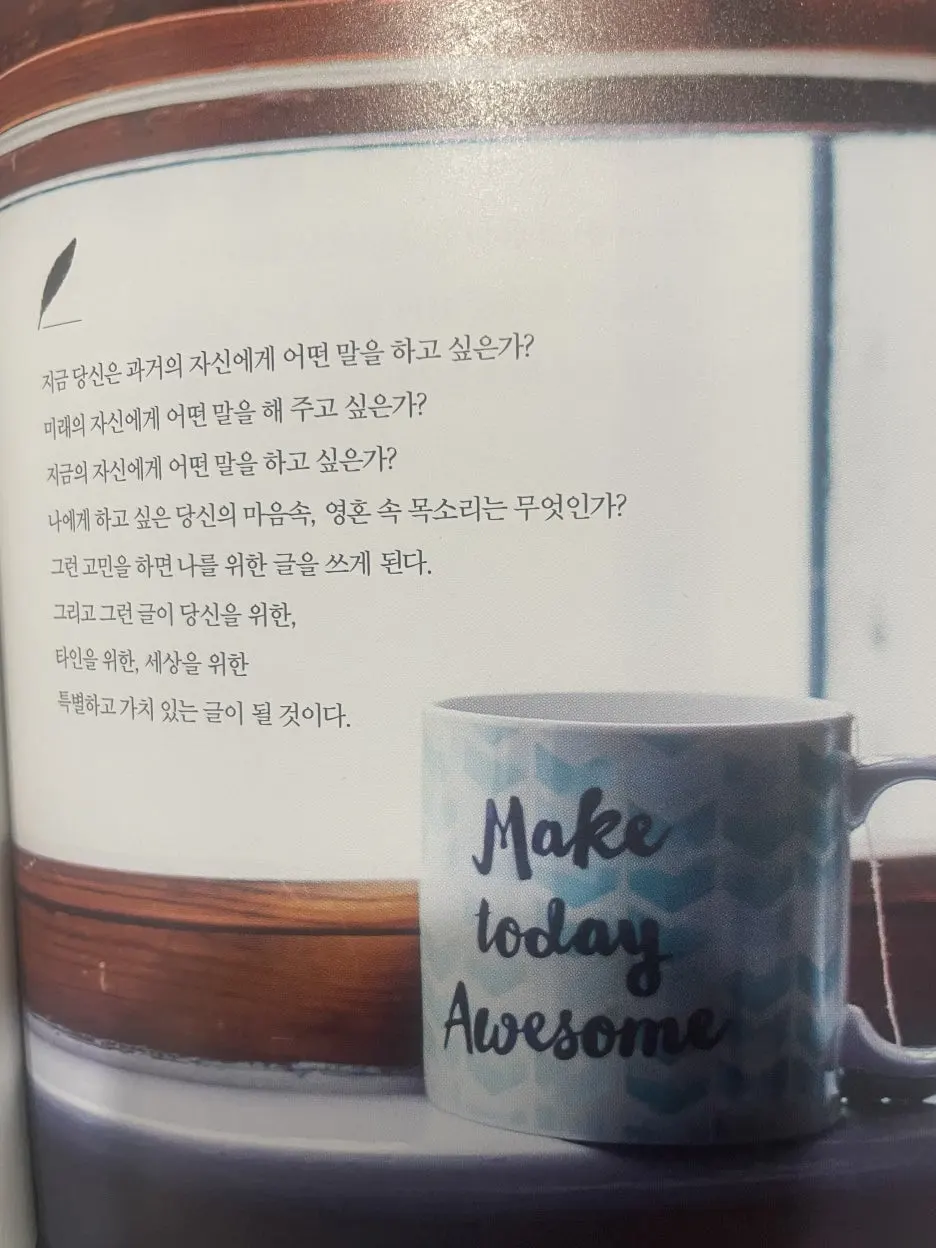 지금 당신은 과거의 자신에게 어떤 말을 하고 싶은가?
미래의 자신에게 어떤 말을 해 주고 싶은가?
지금의 자신에게 어떤 말을 하고 싶은가?
나에게 하고 싶은 당신의 마음속, 영혼 속 목소리는 무엇인가?
그런 고민을 하면 나를 위한 글을 쓰게 된다.
그리고 그런 글이 당신을 위한,
타인을 위한, 세상을 위한
특별하고 가치 있는 글이 될 것이다.
Make
today
Awesome